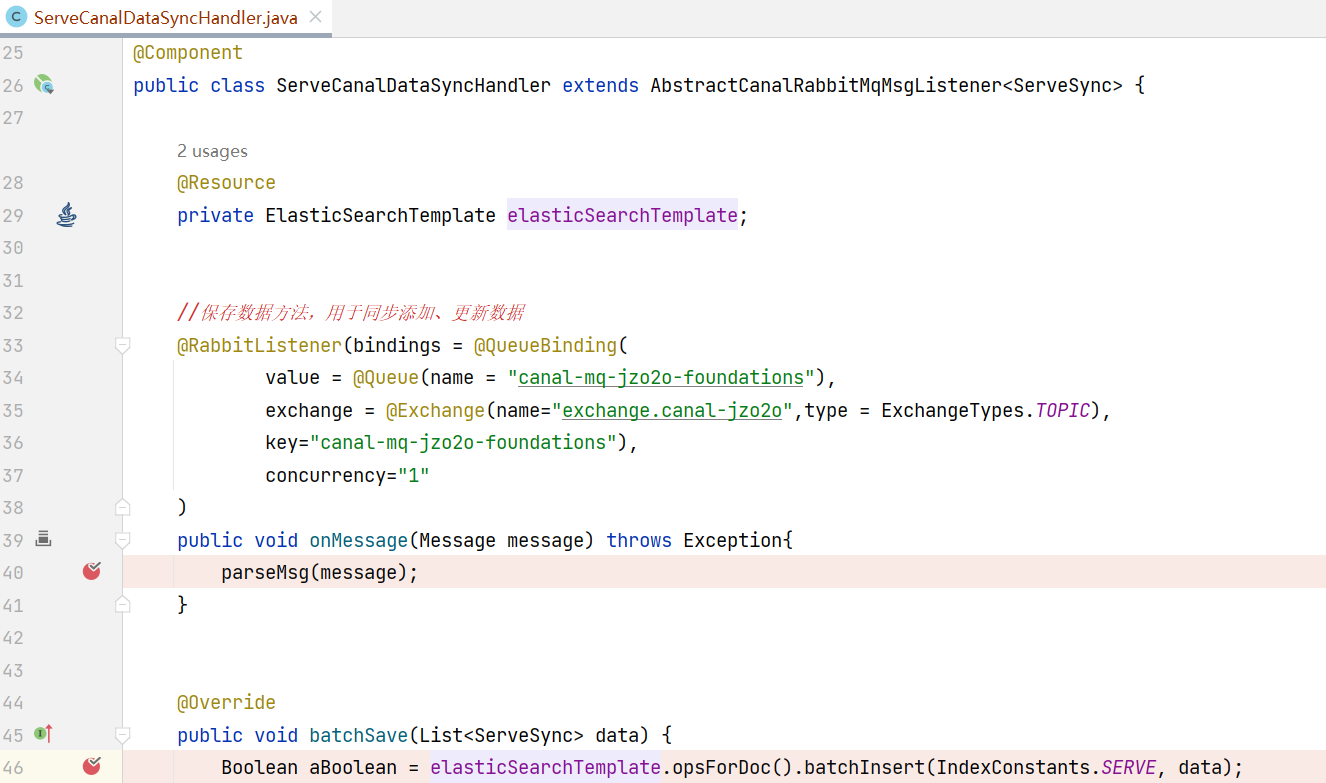 ServeCanalDataSyncHandler.java
25 @Component
26 public class ServeCanalDataSyncHandler extends AbstractCanalRabbitMqMsgListener<ServeSync> {
27
2 usages
28 @Resource
29 private ElasticSearchTemplate elasticSearchTemplate;
30
31
32 //保存数据方法，用于同步添加、更新数据
33 @RabbitListener(bindings = @QueueBinding(
34 value = @Queue(name = "canal-mq-jzo2o-foundations"),
35 exchange = @Exchange(name="exchange.canal-jzo2o",type = ExchangeTypes.TOPIC),
36 key="canal-mq-jzo2o-foundations"),
37 concurrency="1"
38 )
39 public void onMessage(Message message) throws Exception{
40 parseMsg(message);
41 }
42
43
44 @Override
45 public void batchSave(List<ServeSync> data) {
46 Boolean aBoolean = elasticSearchTemplate.opsForDoc().batchInsert(IndexConstants.SERVE, data);